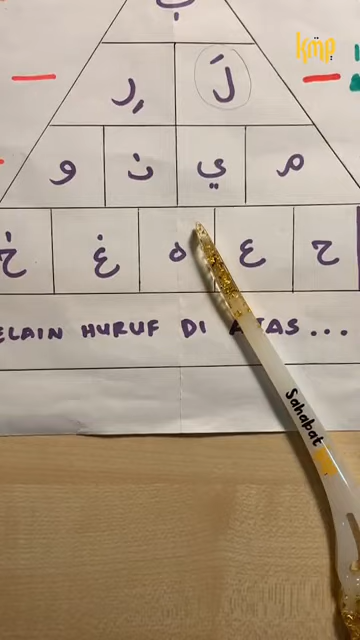 kmp
ب
لَ رِ
م ي ن و
ح ع ه غ خ
ELAIN HURUF DI ATAS...
Sahabat